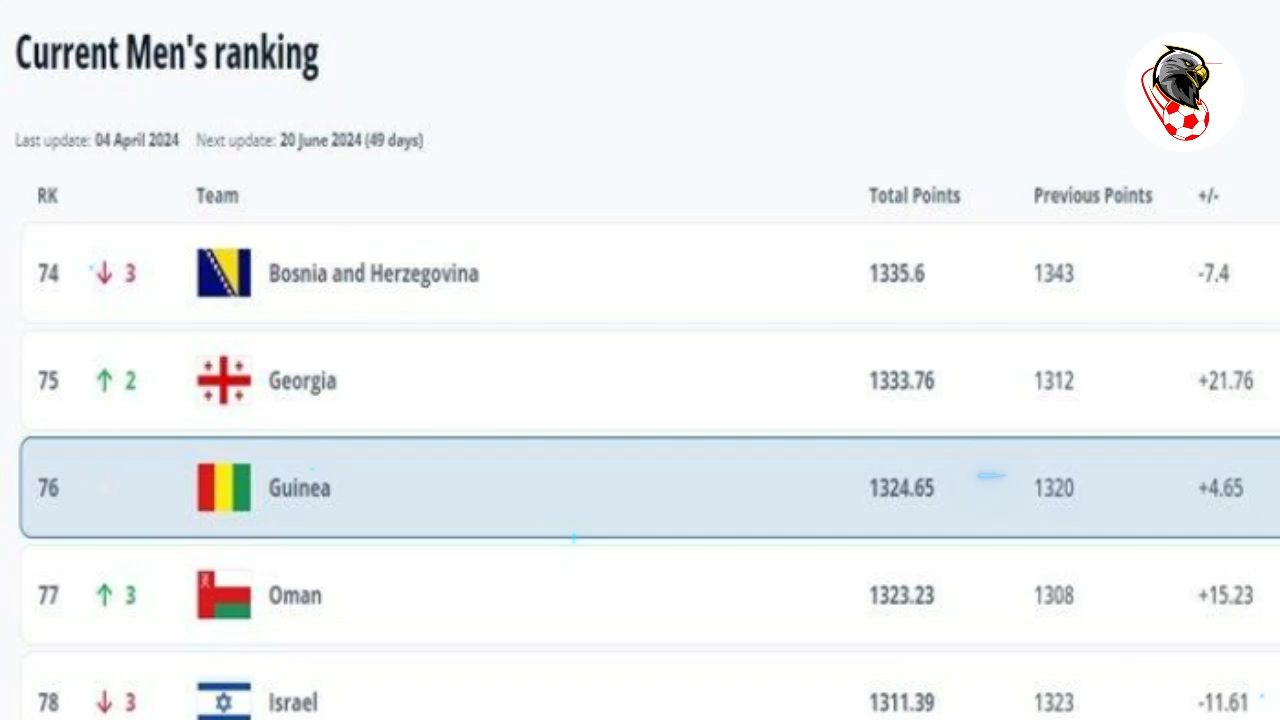 Current Men's ranking
Last update: 04 April 2024 Next update: 20 June 2024 (49 days)
RK Team Total Points Previous Points +/-
74 ↓ 3 Bosnia and Herzegovina 1335.6 1343 -7.4
75 ↑ 2 Georgia 1333.76 1312 +21.76
76 Guinea 1324.65 1320 +4.65
77 ↑ 3 Oman 1323.23 1308 +15.23
78 ↓ 3 Israel 1311.39 1323 -11.61